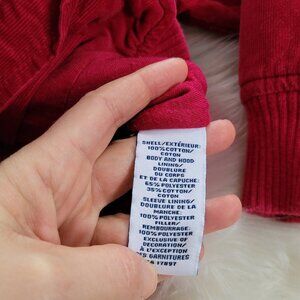 SHELL/EXTÉRIEUR:
100% COTTON/
COTON
BODY AND HOOD
LINING/
DOUBLURE
DU CORPS
ET DE LA CAPUCHE:
65% POLYESTER
35% COTTON/
COTON
SLEEVE LINING/
DOUBLURE DE LA
MANCHE:
100% POLYESTER
FILLER/
REMBOURRAGE:
100% POLYESTER
EXCLUSIVE OF
DECORATION/
À L'EXCEPTION
DES GARNITURES
17897